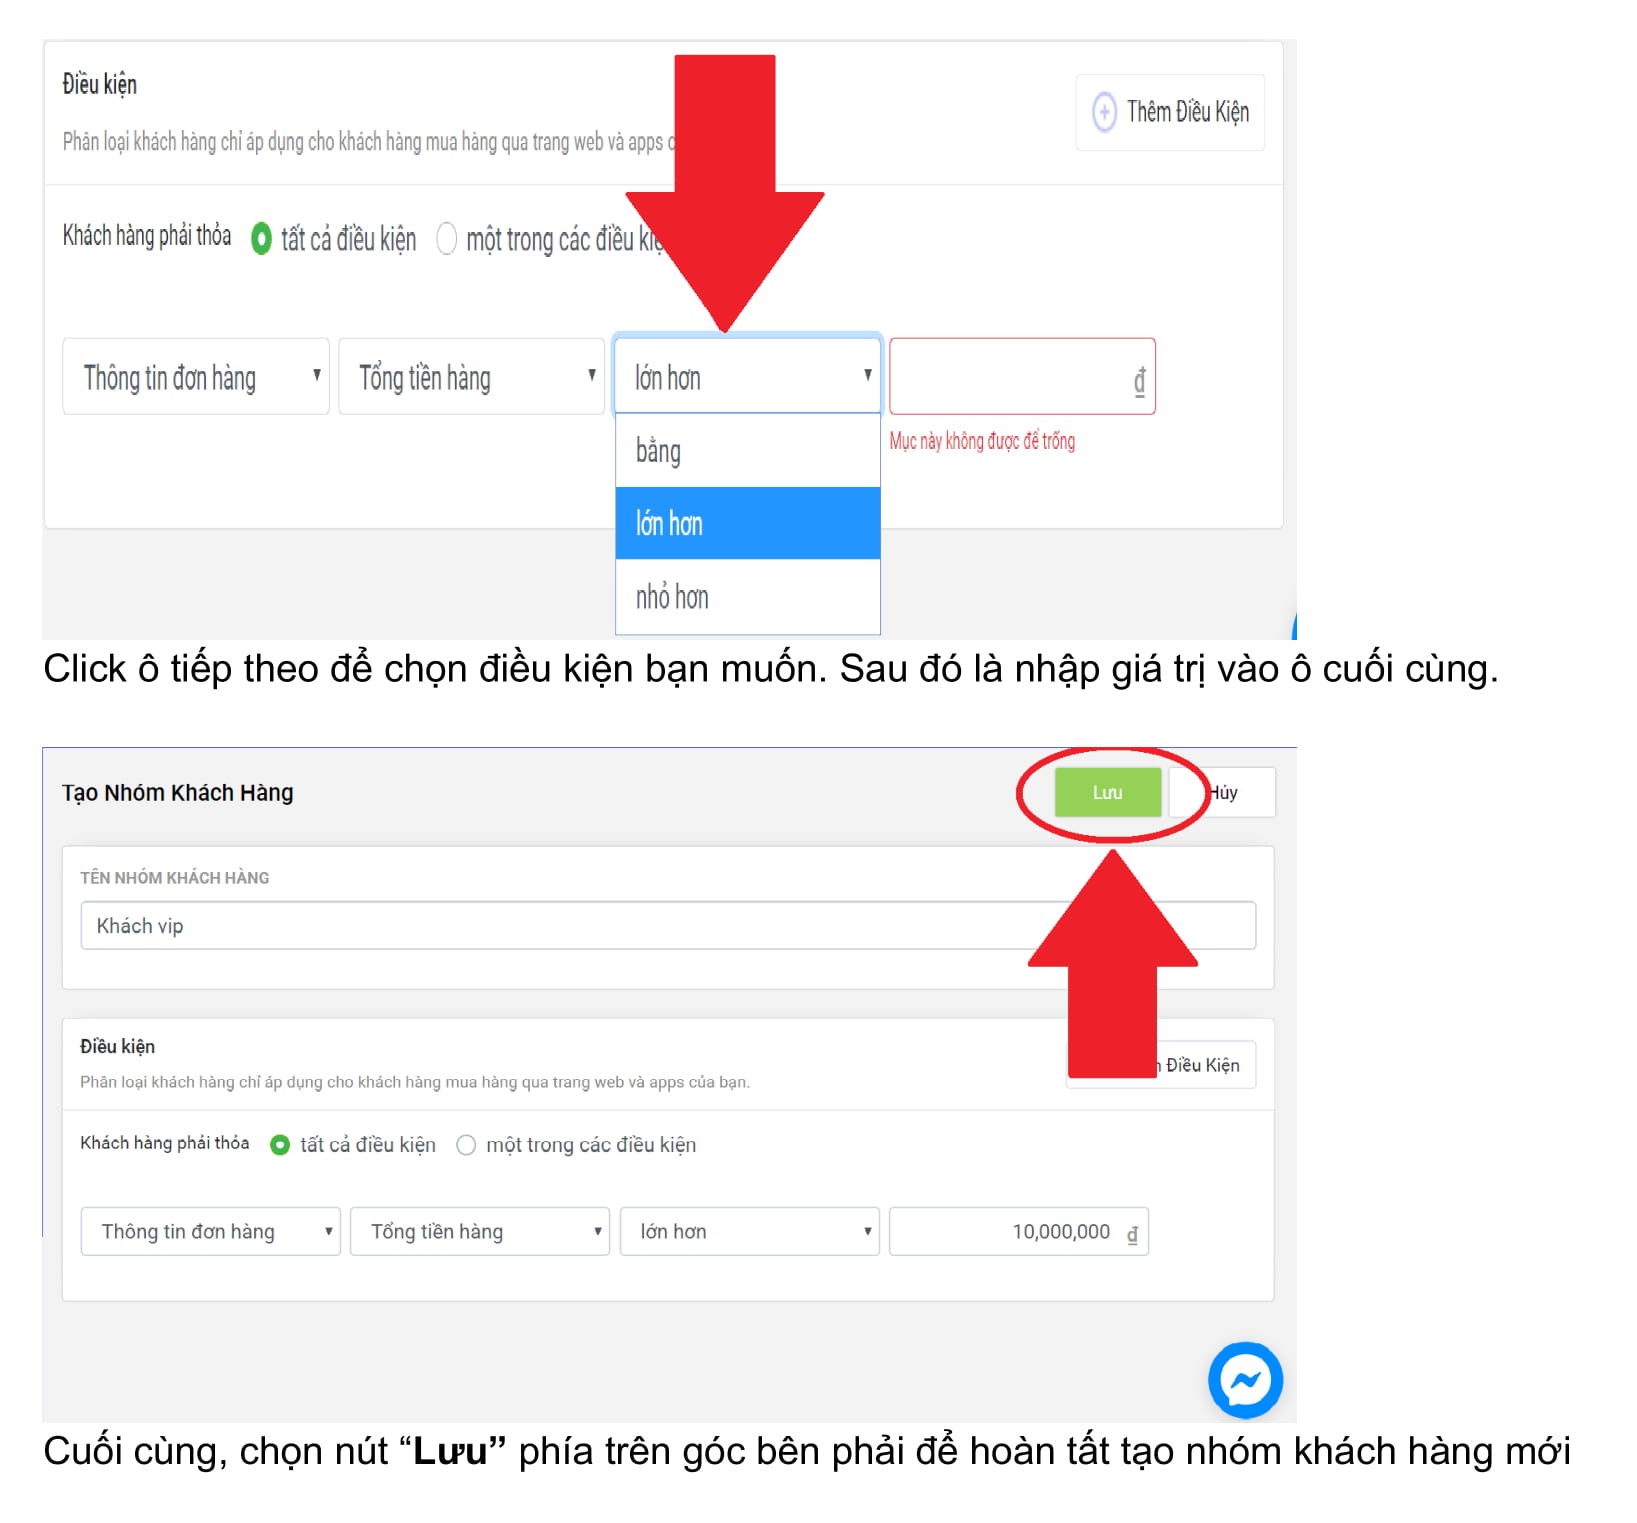 Điều kiện
Thêm Điều Kiện
Phân loại khách hàng chỉ áp dụng cho khách hàng mua hàng qua trang web và apps
Khách hàng phải thỏa tất cả điều kiện một trong các điều
Thông tin đơn hàng Tổng tiền hàng lớn hơn đ
bằng
Mục này không được để trống
lớn hơn
nhỏ hơn
Click ô tiếp theo để chọn điều kiện bạn muốn. Sau đó là nhập giá trị vào ô cuối cùng.
Tạo Nhóm Khách Hàng Lưu Hủy
TÊN NHÓM KHÁCH HÀNG
Khách vip
Điều kiện
Điều Kiện
Phân loại khách hàng chỉ áp dụng cho khách hàng mua hàng qua trang web và apps của bạn.
Khách hàng phải thỏa tất cả điều kiện một trong các điều kiện
Thông tin đơn hàng Tổng tiền hàng lớn hơn 10,000,000 đ
Cuối cùng, chọn nút “Lưu” phía trên góc bên phải để hoàn tất tạo nhóm khách hàng mới